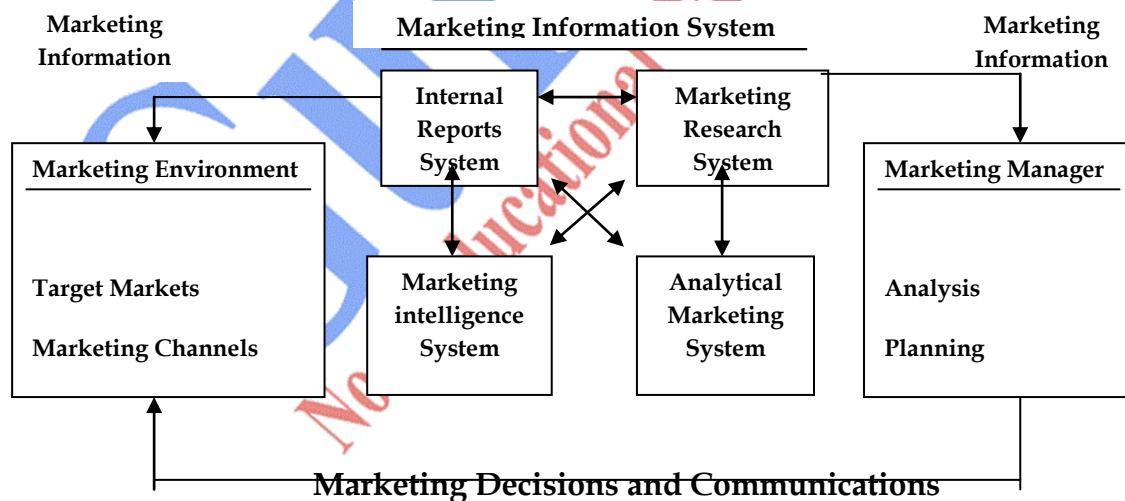 Marketing
Information
Marketing Information System
Marketing
Information
Internal
Reports
System
Marketing
Research
System
Marketing Environment
Target Markets
Marketing Channels
Marketing
intelligence
System
Analytical
Marketing
System
Marketing Manager
Analysis
Planning
Marketing Decisions and Communications